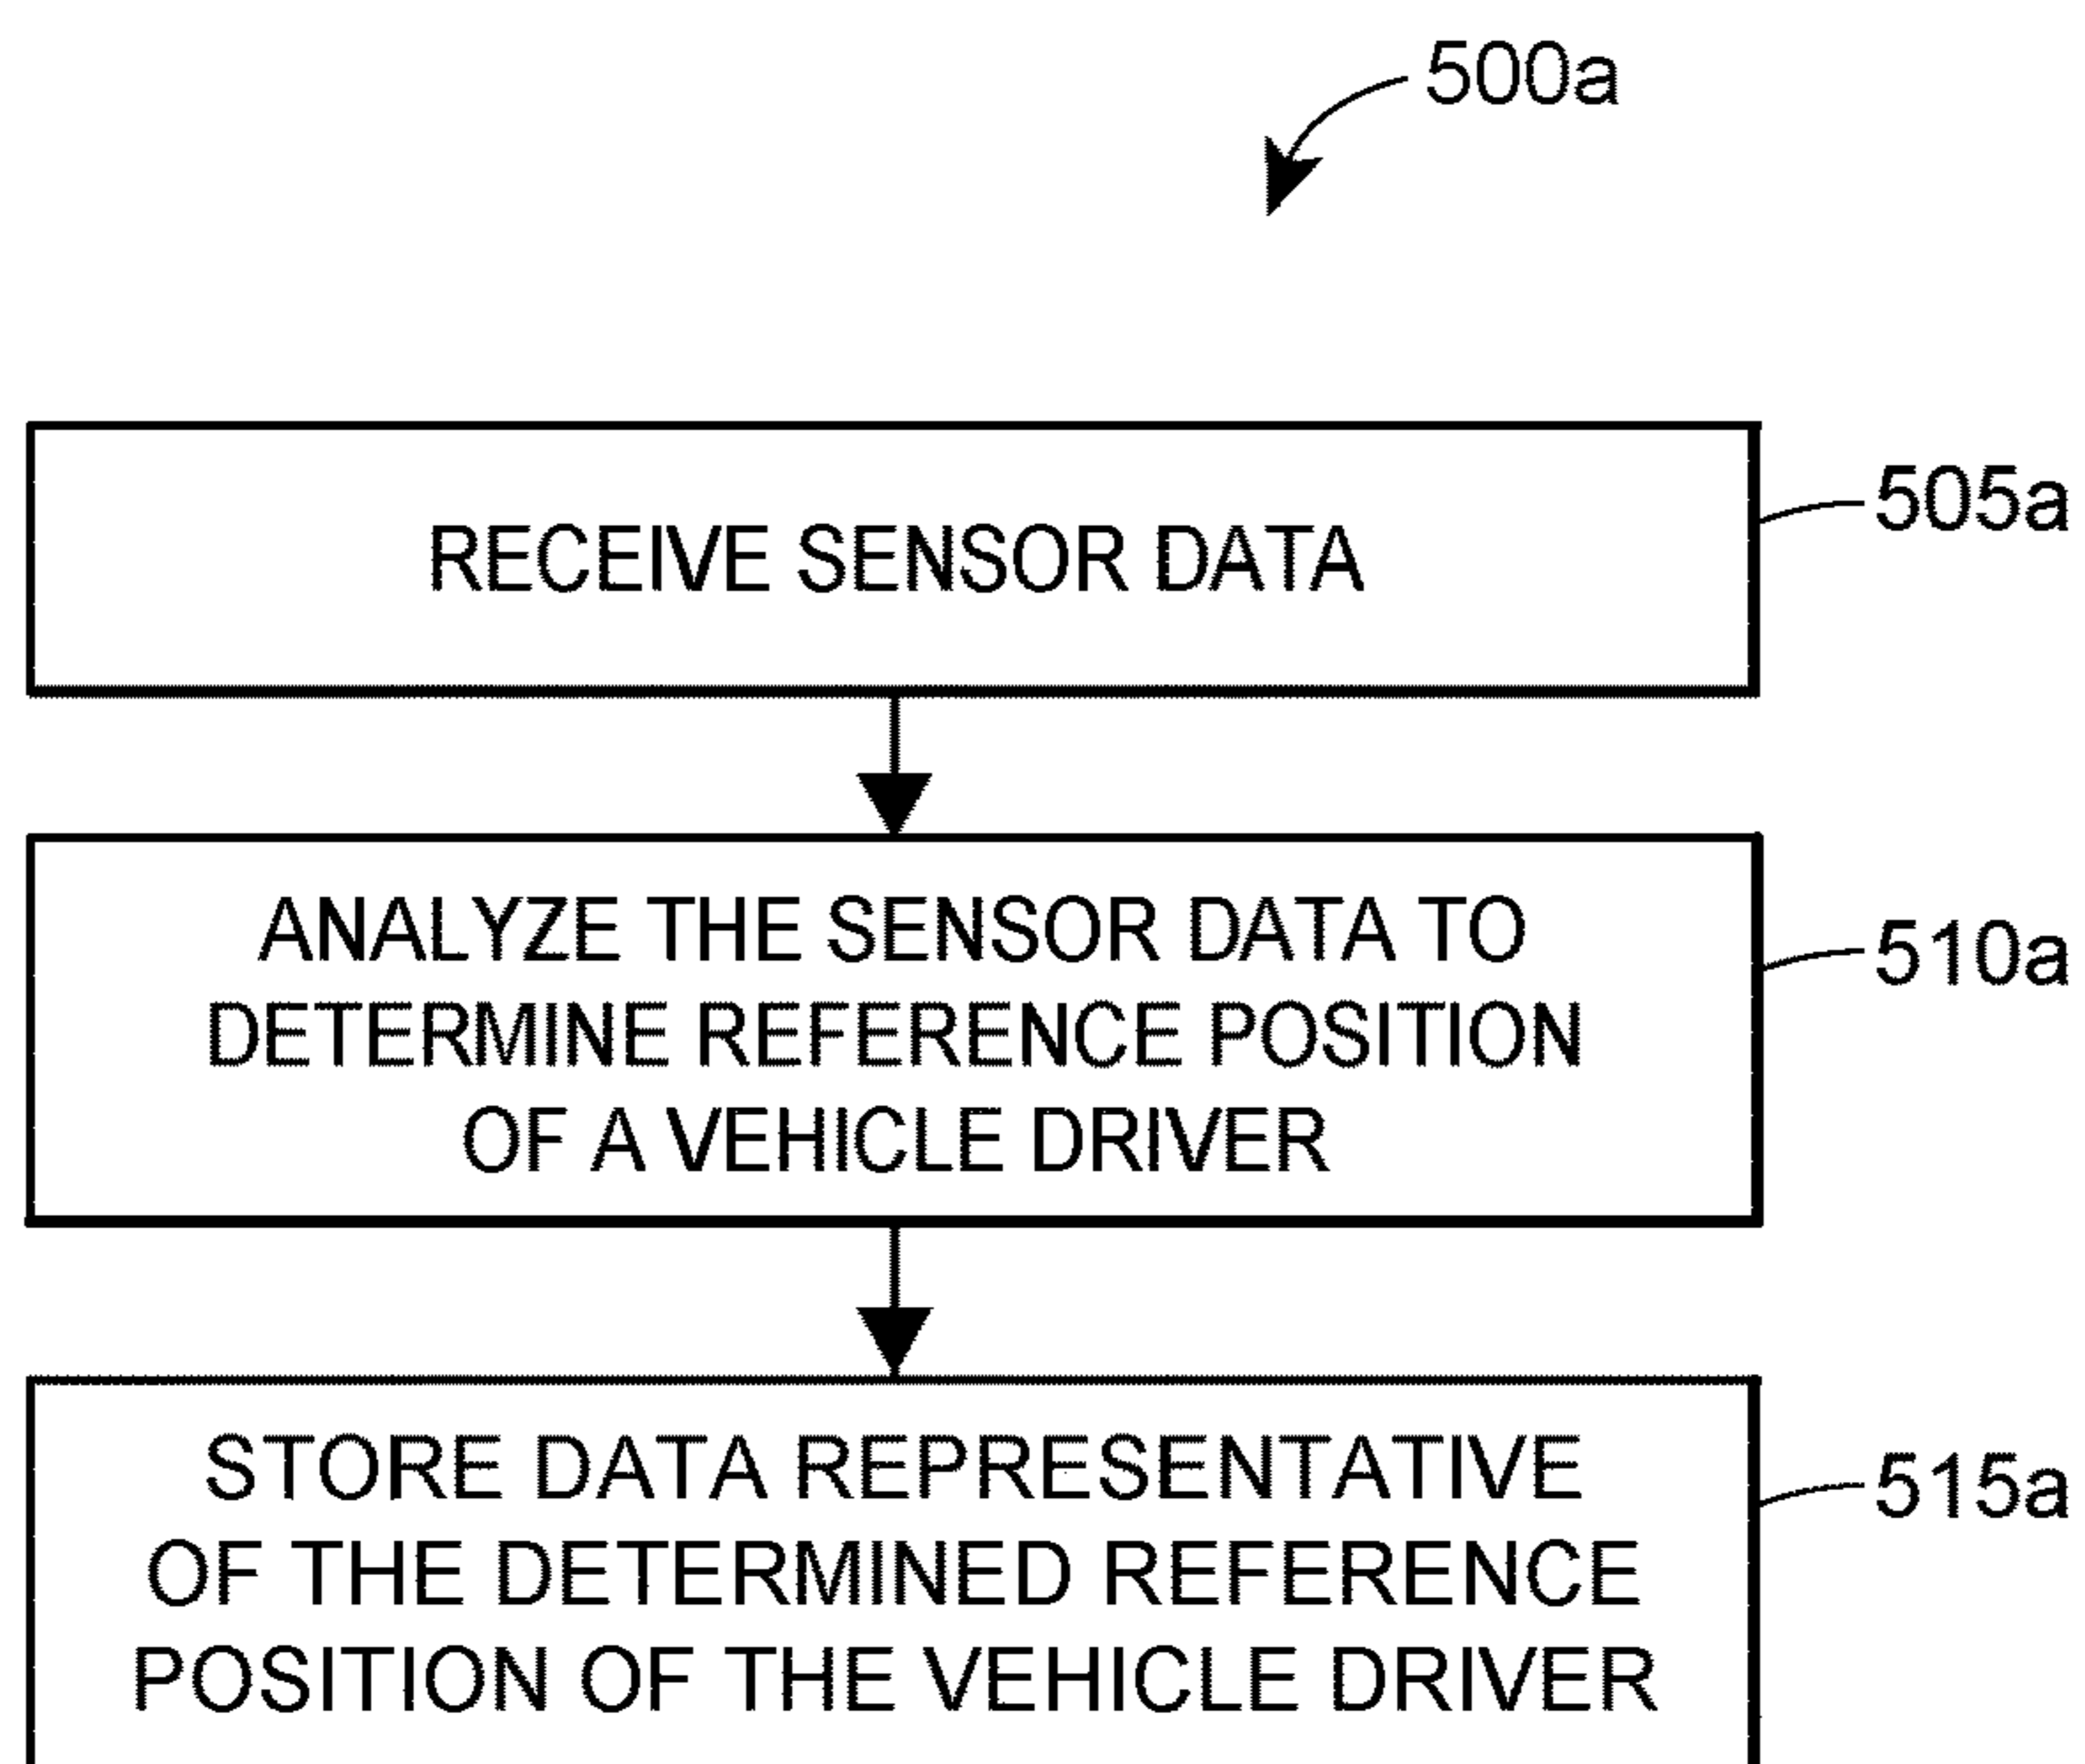 500a
RECEIVE SENSOR DATA
505a
ANALYZE THE SENSOR DATA TO
DETERMINE REFERENCE POSITION
OF A VEHICLE DRIVER
510a
STORE DATA REPRESENTATIVE
OF THE DETERMINED REFERENCE
POSITION OF THE VEHICLE DRIVER
515a